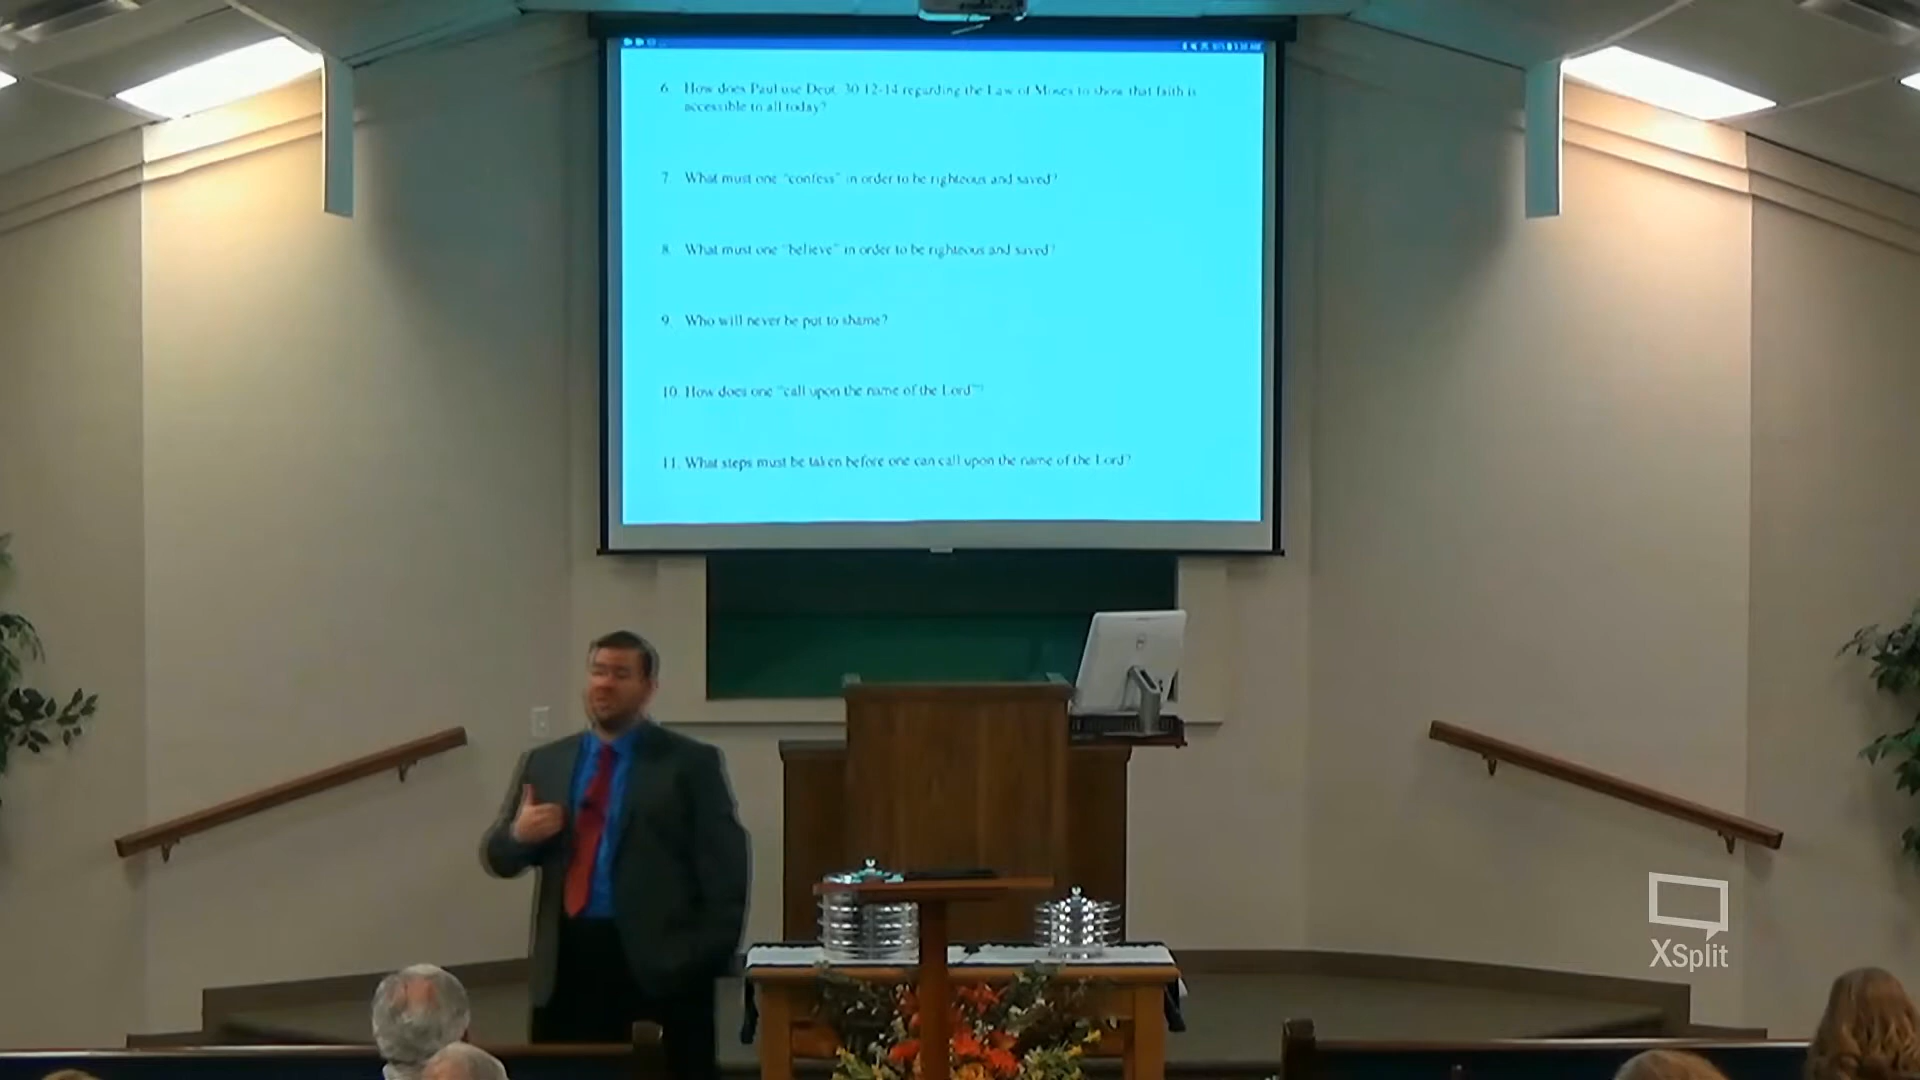 6. How does Paul use Deut. 30:12-14 regarding the Law of Moses to show that faith is
accessible to all today?
7. What must one "confess" in order to be righteous and saved?
8. What must one "believe" in order to be righteous and saved?
9. Who will never be put to shame?
10. How does one "call upon the name of the Lord"?
11. What steps must be taken before one can call upon the name of the Lord?
XSplit